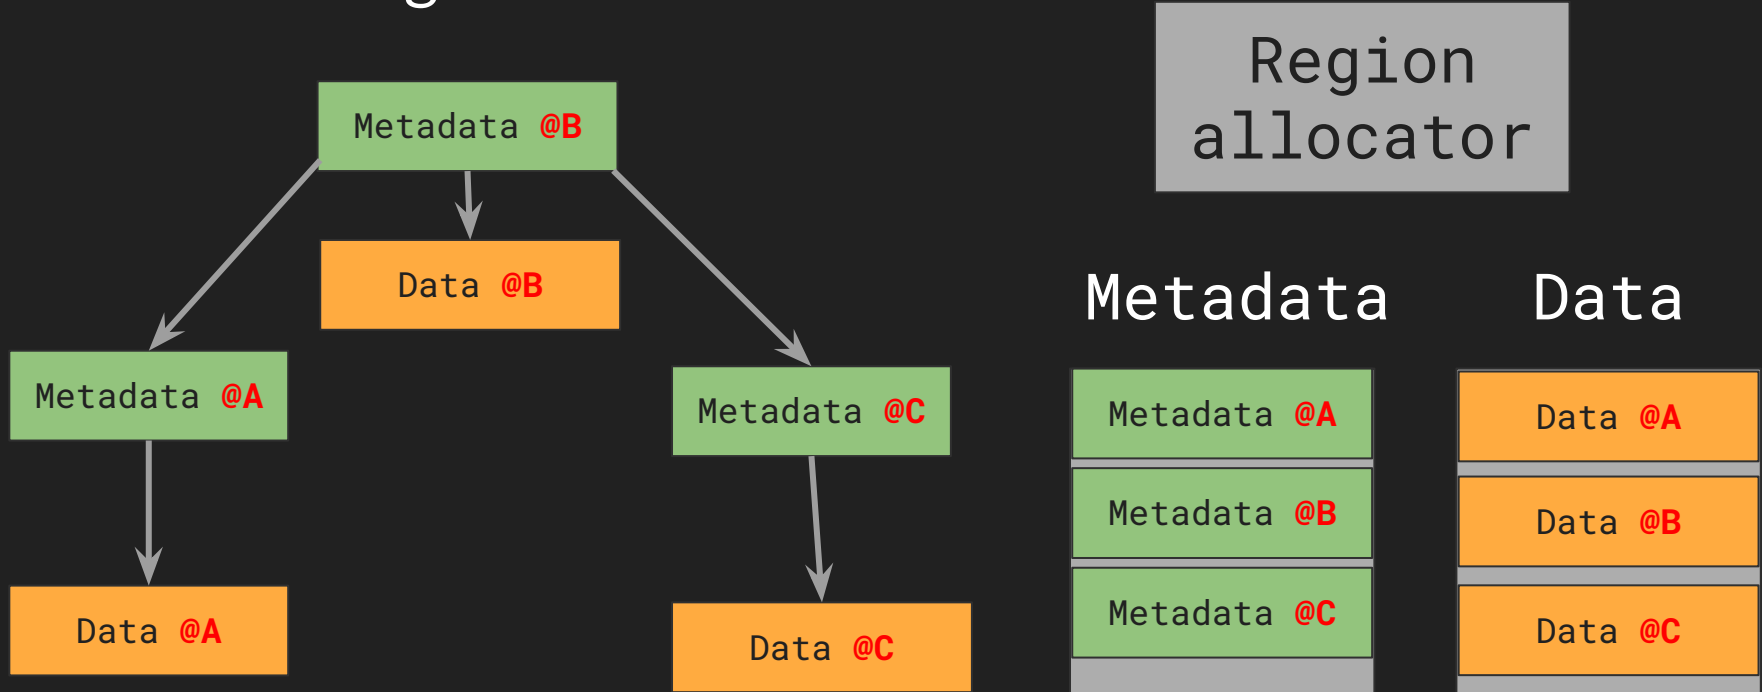 Region
allocator
Metadata @B
Data @B
Metadata @A
Metadata @C
Data @A
Data @C
Metadata
Metadata @A
Metadata @B
Metadata @C
Data
Data @A
Data @B
Data @C